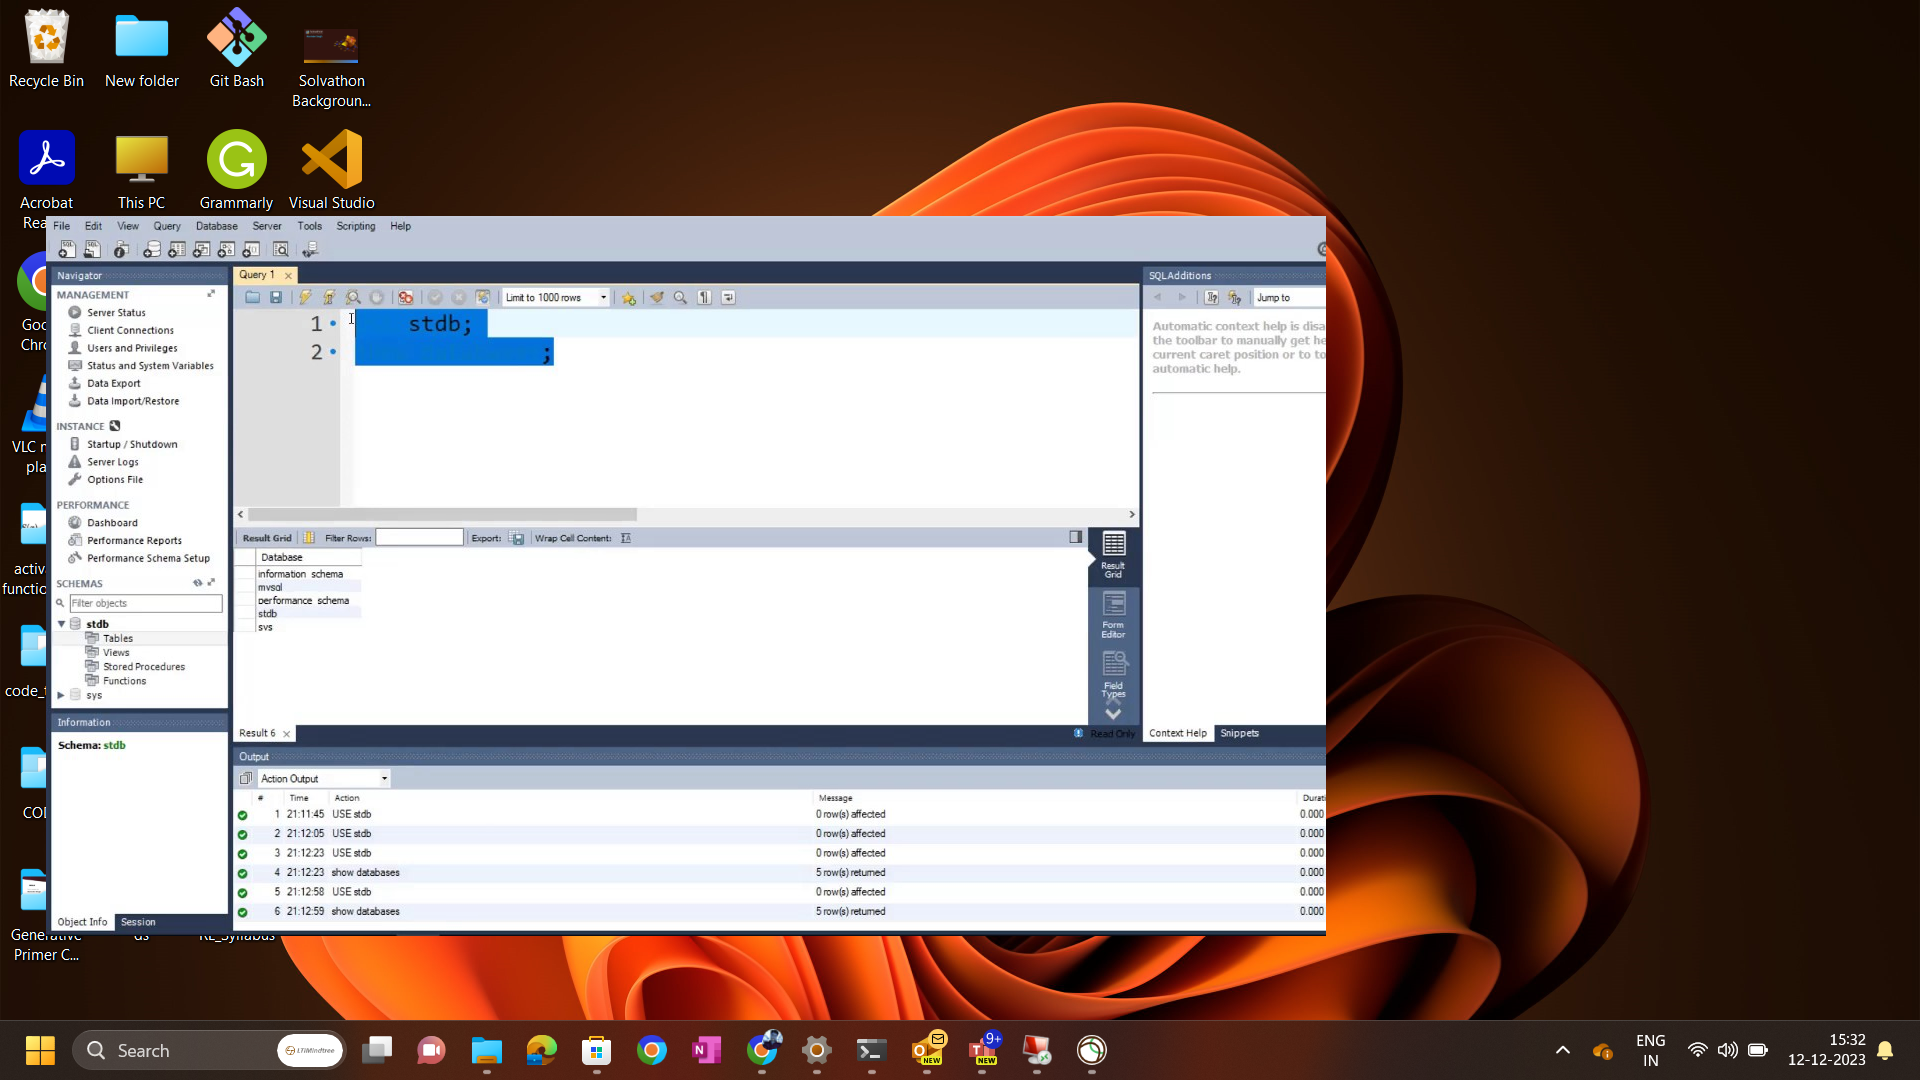 Recycle Bin
New folder
Git Bash
Solvathon
Backgroun...
Acrobat
Rea
This PC
Grammarly
Visual Studio
Goo
Chr
VLC m
pla
activ
functio
code_t
COD
Generative
Primer C...
ds
RL_Syllabus
File Edit View Query Database Server Tools Scripting Help
Navigator
MANAGEMENT
Server Status
Client Connections
Users and Privileges
Status and System Variables
Data Export
Data Import/Restore
INSTANCE
Startup / Shutdown
Server Logs
Options File
PERFORMANCE
Dashboard
Performance Reports
Performance Schema Setup
SCHEMAS
Filter objects
stdb
Tables
Views
Stored Procedures
Functions
sys
Information
Schema: stdb
Object Info Session
Query 1
Limit to 1000 rows
1 stdb;
2 ;
Result Grid Filter Rows: Export: Wrap Cell Content:
Database
information_schema
mysql
performance_schema
stdb
sys
Result
Grid
Form
Editor
Field
Types
Result 6
Read Only
SQLAdditions
Jump to
Automatic context help is disa
the toolbar to manually get he
current caret position or to to
automatic help.
Context Help Snippets
Output
Action Output
# Time Action Message Durati
1 21:11:45 USE stdb 0 row(s) affected 0.000
2 21:12:05 USE stdb 0 row(s) affected 0.000
3 21:12:23 USE stdb 0 row(s) affected 0.000
4 21:12:23 show databases 5 row(s) returned 0.000
5 21:12:58 USE stdb 0 row(s) affected 0.000
6 21:12:59 show databases 5 row(s) returned 0.000
Search
LTIMindtree
NEW
9+
NEW
ENG
IN
15:32
12-12-2023